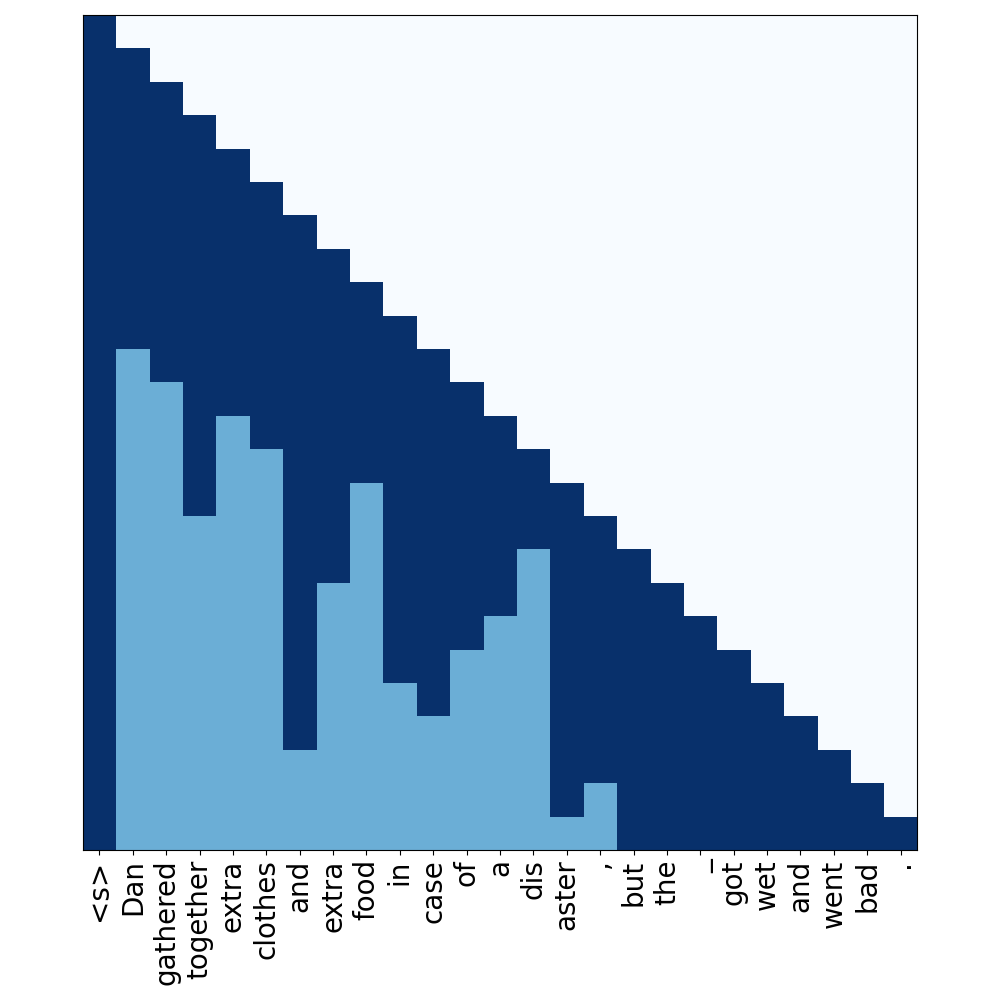 <s> Dan gathered together extra clothes and extra food in case of a dis aster , but the _ got wet and went bad .